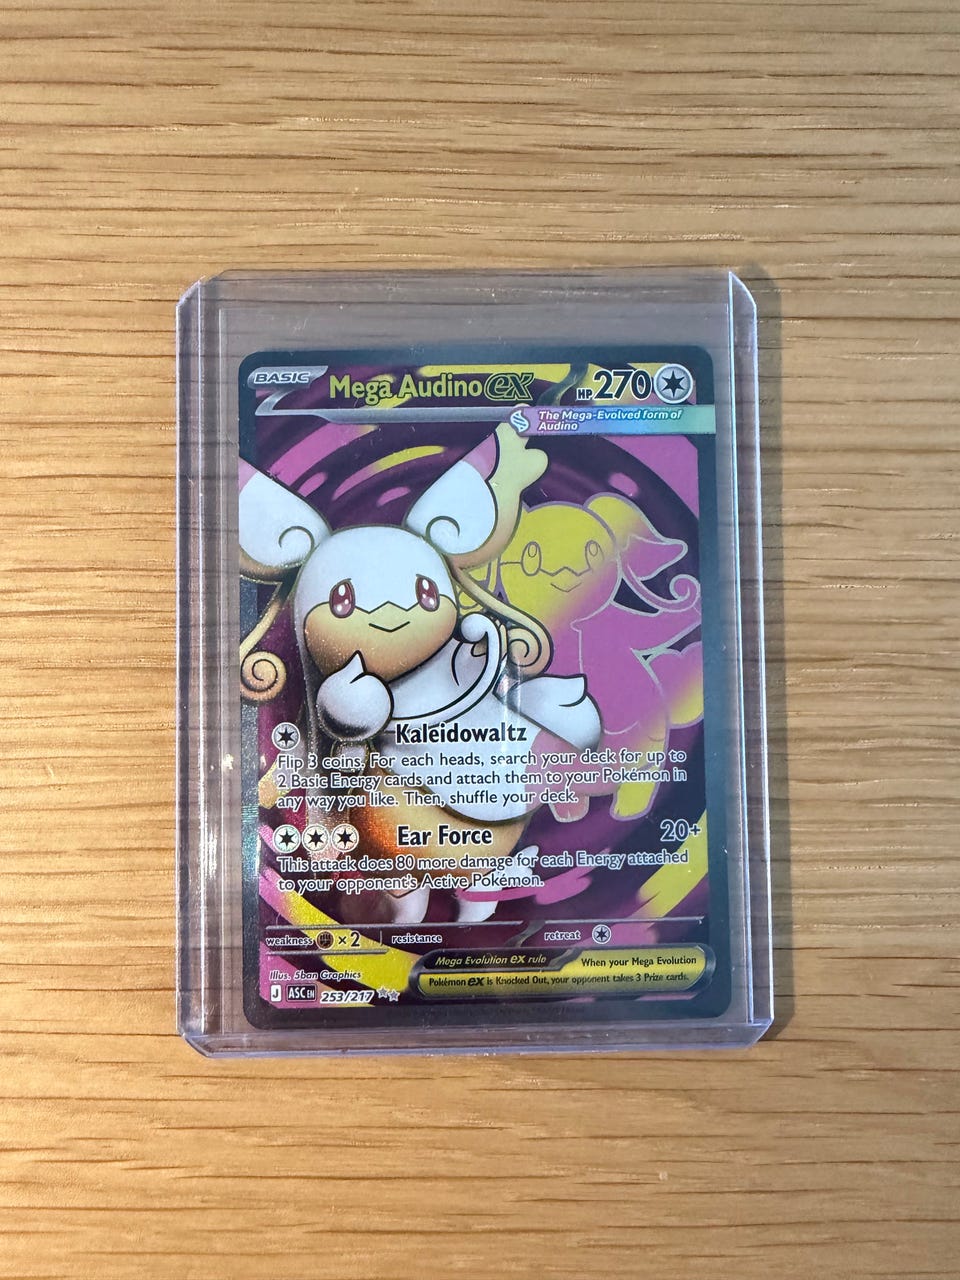 BASIC
Mega Audino ex
HP 270
The Mega-Evolved form of
Audino
Kaleidowaltz
Flip 3 coins. For each heads, search your deck for up to
2 Basic Energy cards and attach them to your Pokémon in
any way you like. Then, shuffle your deck.
Ear Force 20+
This attack does 80 more damage for each Energy attached
to your opponent's Active Pokémon.
weakness ×2 resistance retreat
Mega Evolution ex rule When your Mega Evolution
Pokémon ex is Knocked Out, your opponent takes 3 Prize cards.
Illus. 5ban Graphics
J ASC EN 253/217